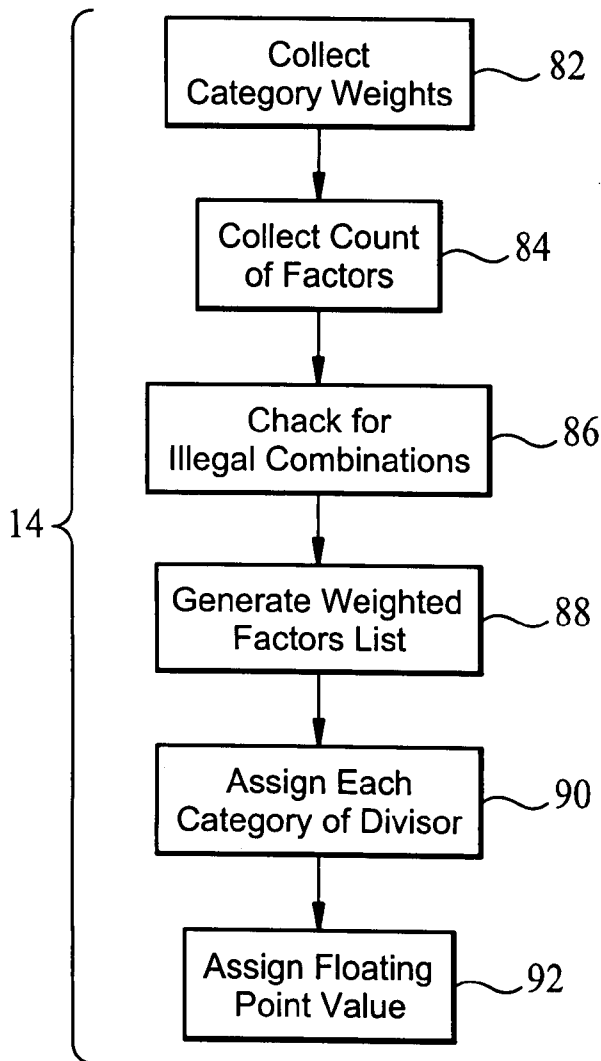 Collect
Category Weights
82
Collect Count
of Factors
84
Chack for
Illegal Combinations
86
14
Generate Weighted
Factors List
88
Assign Each
Category of Divisor
90
Assign Floating
Point Value
92